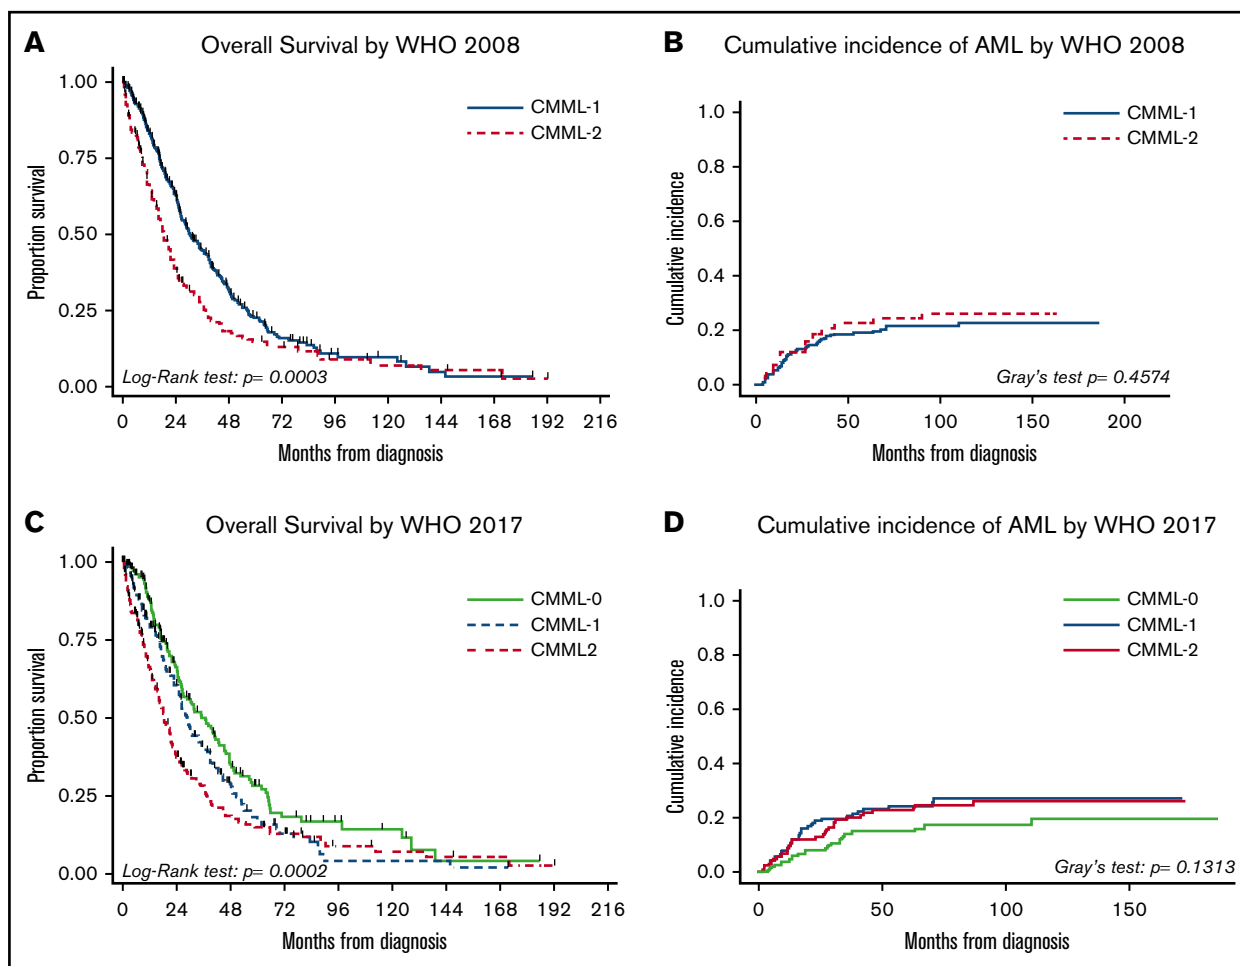 A
Overall Survival by WHO 2008
1.00
0.75
0.50
0.25
0.00
Proportion survival
CMML-1
CMML-2
Log-Rank test: p= 0.0003
0 24 48 72 96 120 144 168 192 216
Months from diagnosis
B
Cumulative incidence of AML by WHO 2008
1.0
0.8
0.6
0.4
0.2
0.0
Cumulative incidence
CMML-1
CMML-2
Gray's test p= 0.4574
0 50 100 150 200
Months from diagnosis
C
Overall Survival by WHO 2017
1.00
0.75
0.50
0.25
0.00
Proportion survival
CMML-0
CMML-1
CMML2
Log-Rank test: p= 0.0002
0 24 48 72 96 120 144 168 192 216
Months from diagnosis
D
Cumulative incidence of AML by WHO 2017
1.0
0.8
0.6
0.4
0.2
0.0
Cumulative incidence
CMML-0
CMML-1
CMML-2
Gray's test: p= 0.1313
0 50 100 150
Months from diagnosis